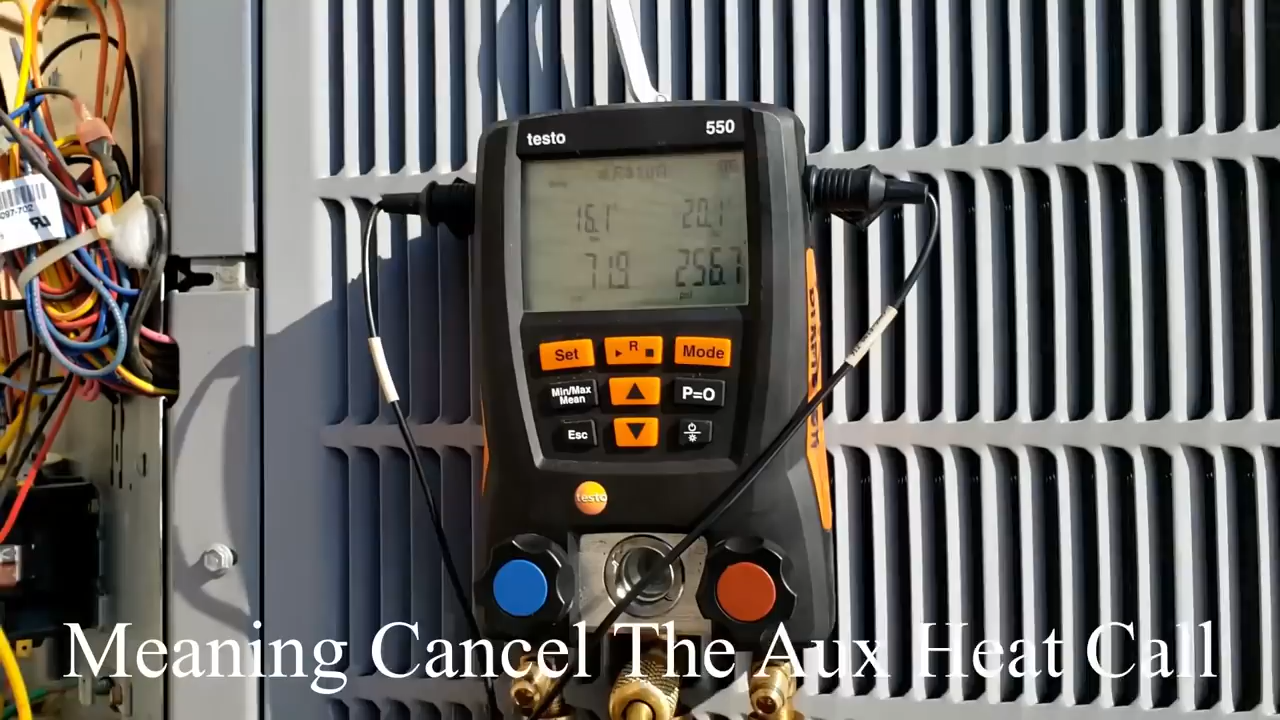 testo 550
16.1 20.1
71.9 256.7
psi
Set R Mode
Min/Max
Mean
P=O
Esc
testo
Meaning Cancel The Aux Heat Call